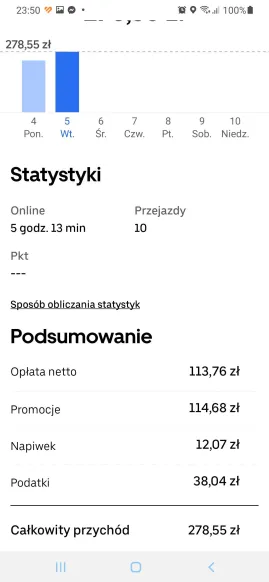 23:50
100%
278,55 zł
4 5 6 7 8 9 10
Pon. Wt. Śr. Czw. Pt. Sob. Niedz.
Statystyki
Online Przejazdy
5 godz. 13 min 10
Pkt
---
Sposób obliczania statystyk
Podsumowanie
Opłata netto 113,76 zł
Promocje 114,68 zł
Napiwek 12,07 zł
Podatki 38,04 zł
Całkowity przychód 278,55 zł